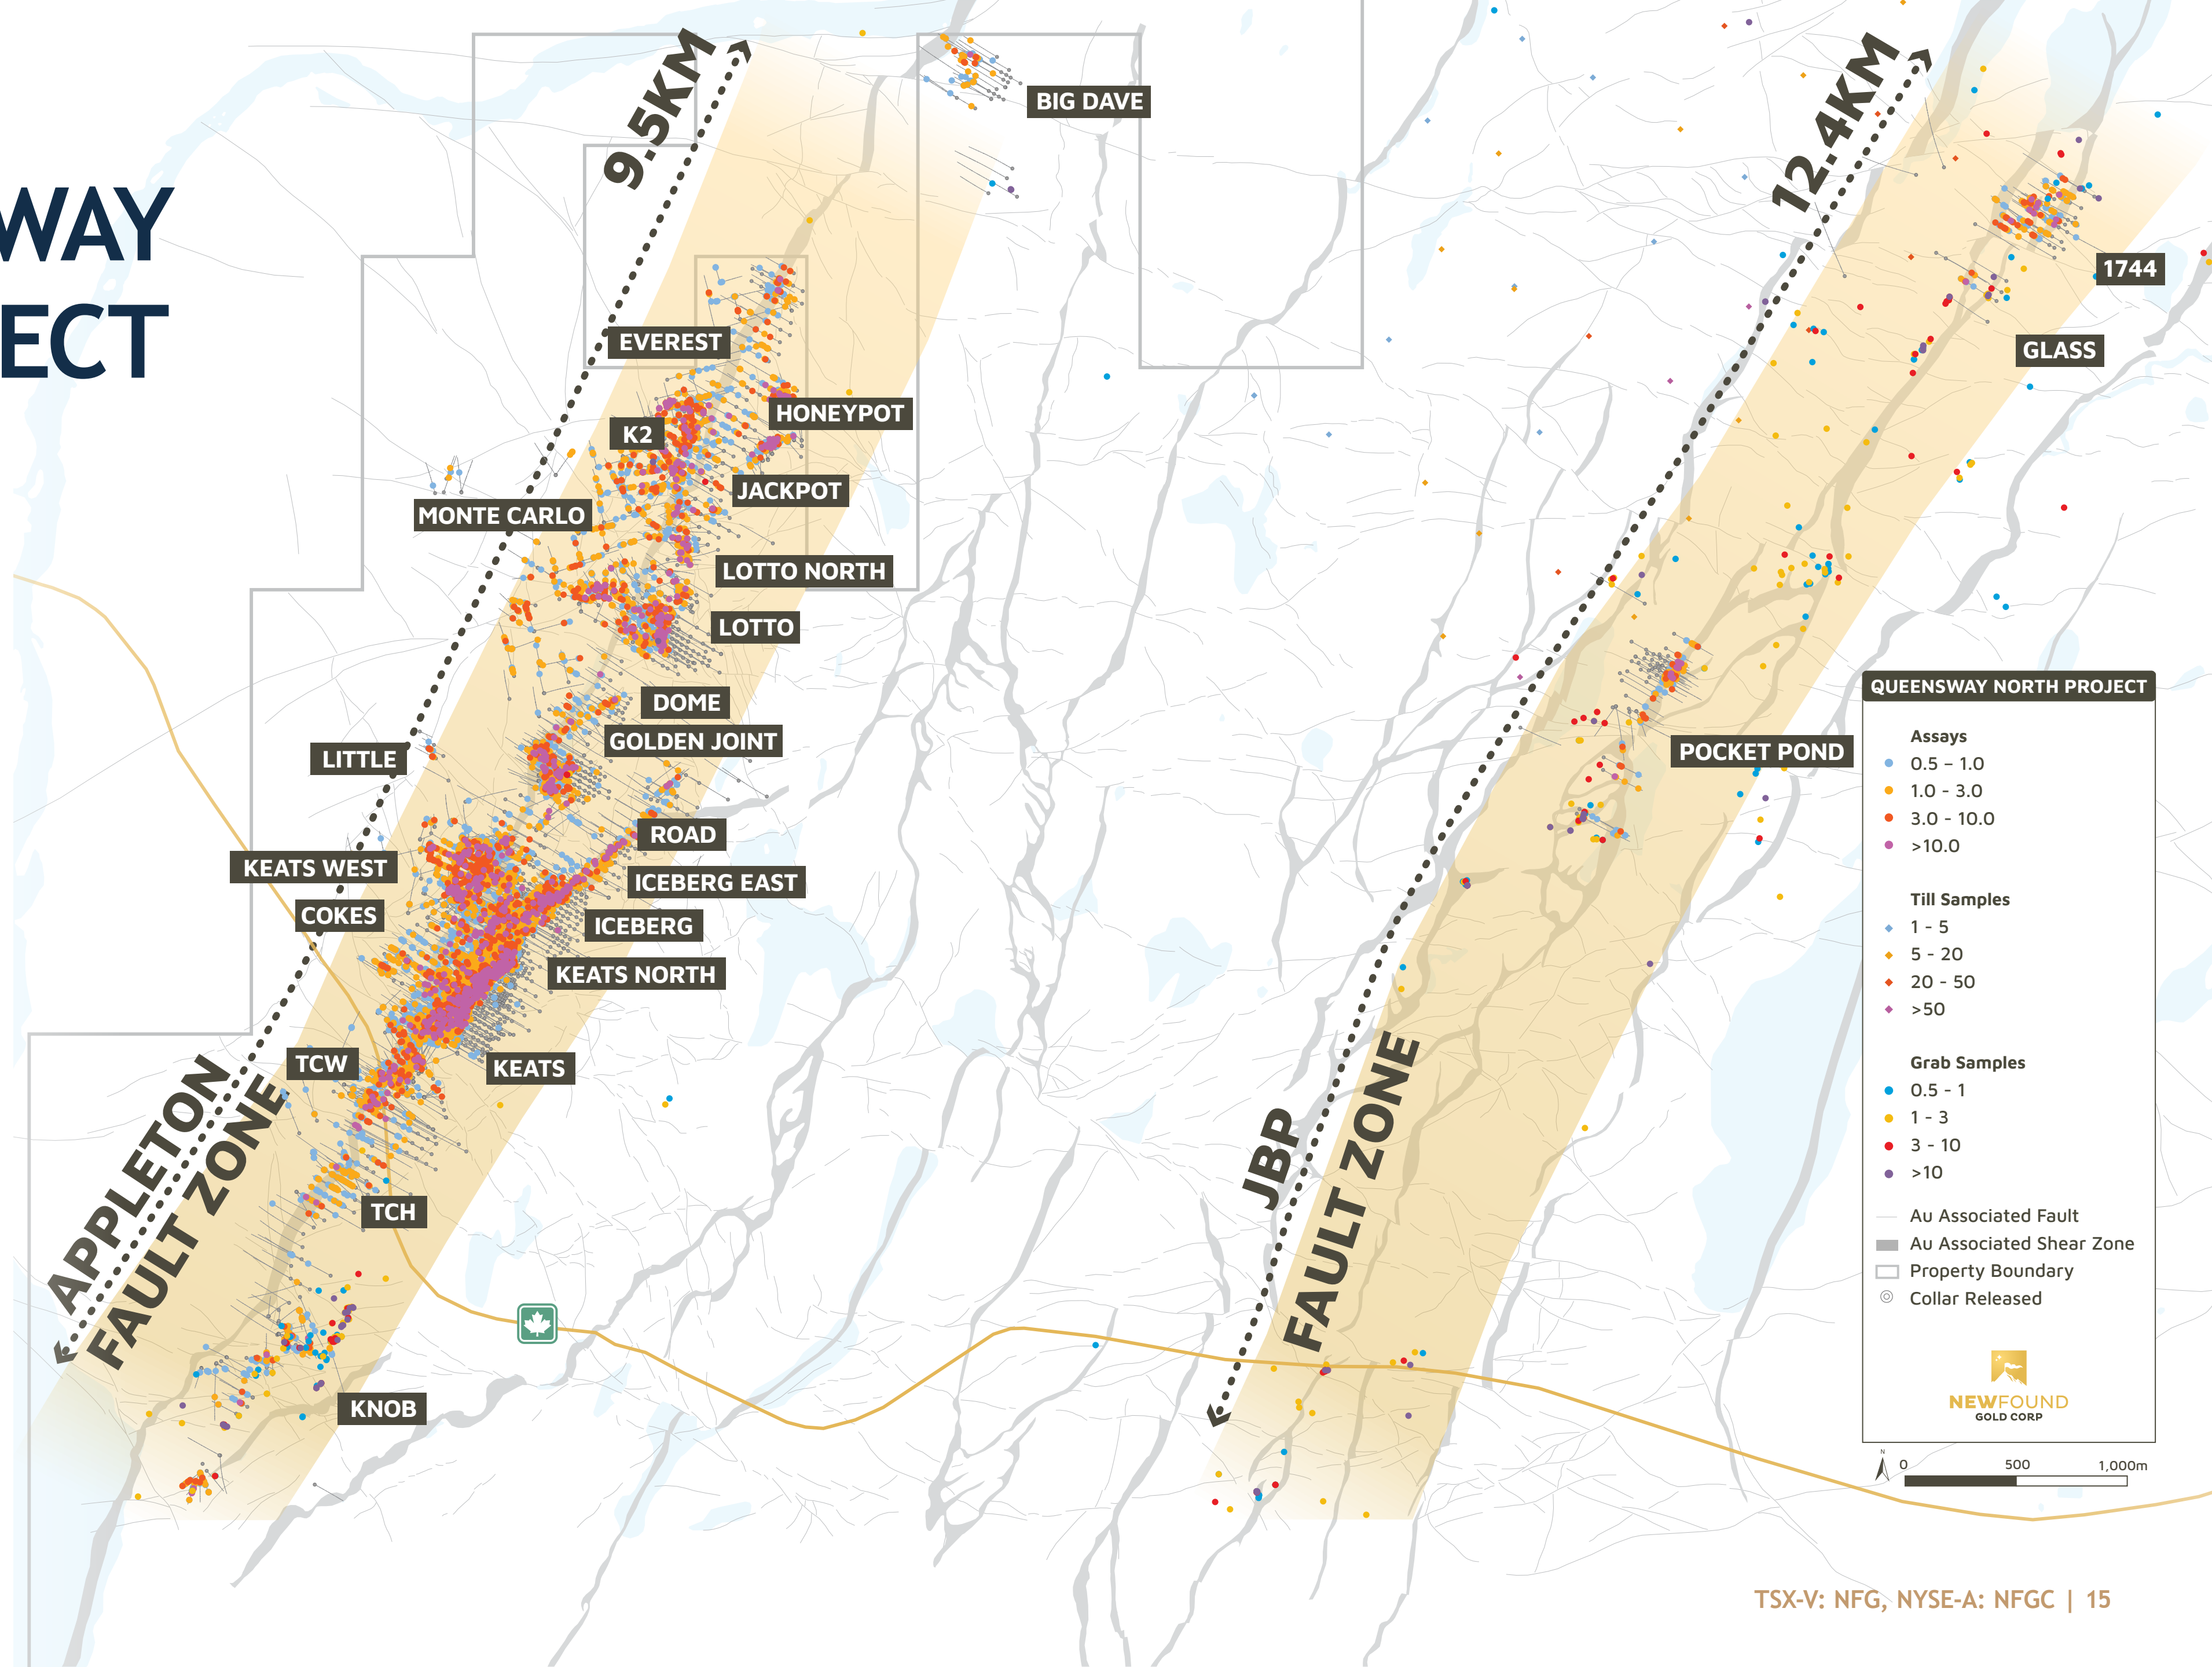 WAY
ECT
9.5KM
12.4KM
BIG DAVE
1744
EVEREST
GLASS
HONEYPOT
K2
JACKPOT
MONTE CARLO
LOTTO NORTH
LOTTO
DOME
GOLDEN JOINT
LITTLE
POCKET POND
ROAD
KEATS WEST
ICEBERG EAST
COKES
ICEBERG
KEATS NORTH
TCW
KEATS
APPLETON
FAULT ZONE
JBP
FAULT ZONE
TCH
KNOB
QUEENSWAY NORTH PROJECT
Assays
0.5 – 1.0
1.0 - 3.0
3.0 - 10.0
>10.0
Till Samples
1 - 5
5 - 20
20 - 50
>50
Grab Samples
0.5 - 1
1 - 3
3 - 10
>10
Au Associated Fault
Au Associated Shear Zone
Property Boundary
Collar Released
NEWFOUND
GOLD CORP
N
0 500 1,000m
TSX-V: NFG, NYSE-A: NFGC | 15